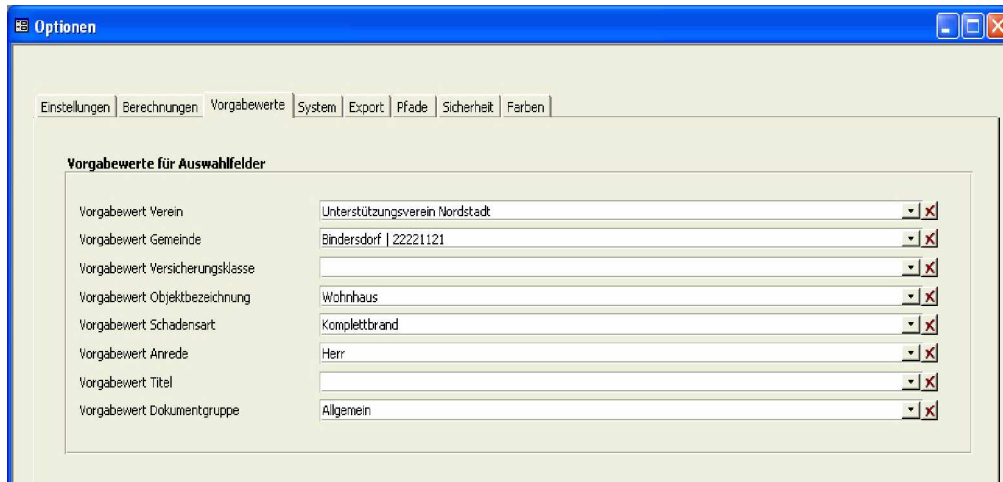 Optionen
Einstellungen Berechnungen Vorgabewerte System Export Pfade Sicherheit Farben
Vorgabewerte für Auswahlfelder
Vorgabewert Verein Unterstützungsverein Nordstadt
Vorgabewert Gemeinde Bindersdorf | 22221121
Vorgabewert Versicherungsklasse
Vorgabewert Objektbezeichnung Wohnhaus
Vorgabewert Schadensart Komplettbrand
Vorgabewert Anrede Herr
Vorgabewert Titel
Vorgabewert Dokumentgruppe Allgemein